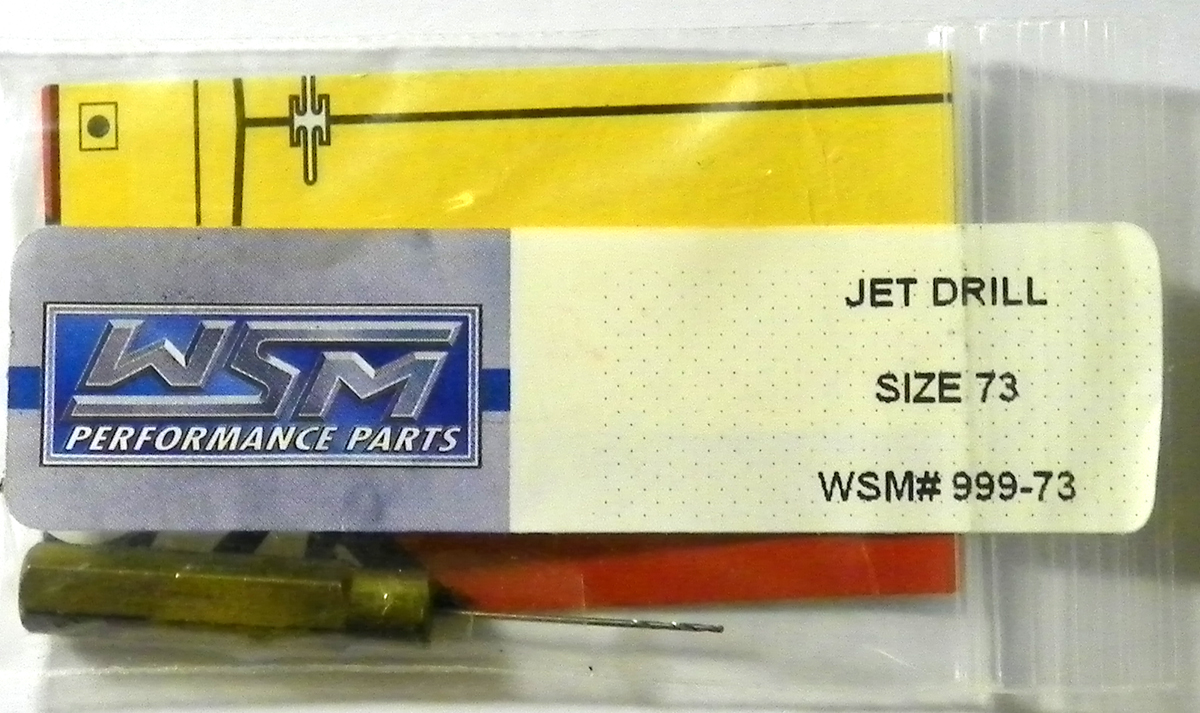 WSM
PERFORMANCE PARTS
JET DRILL
SIZE 73
WSM# 999-73